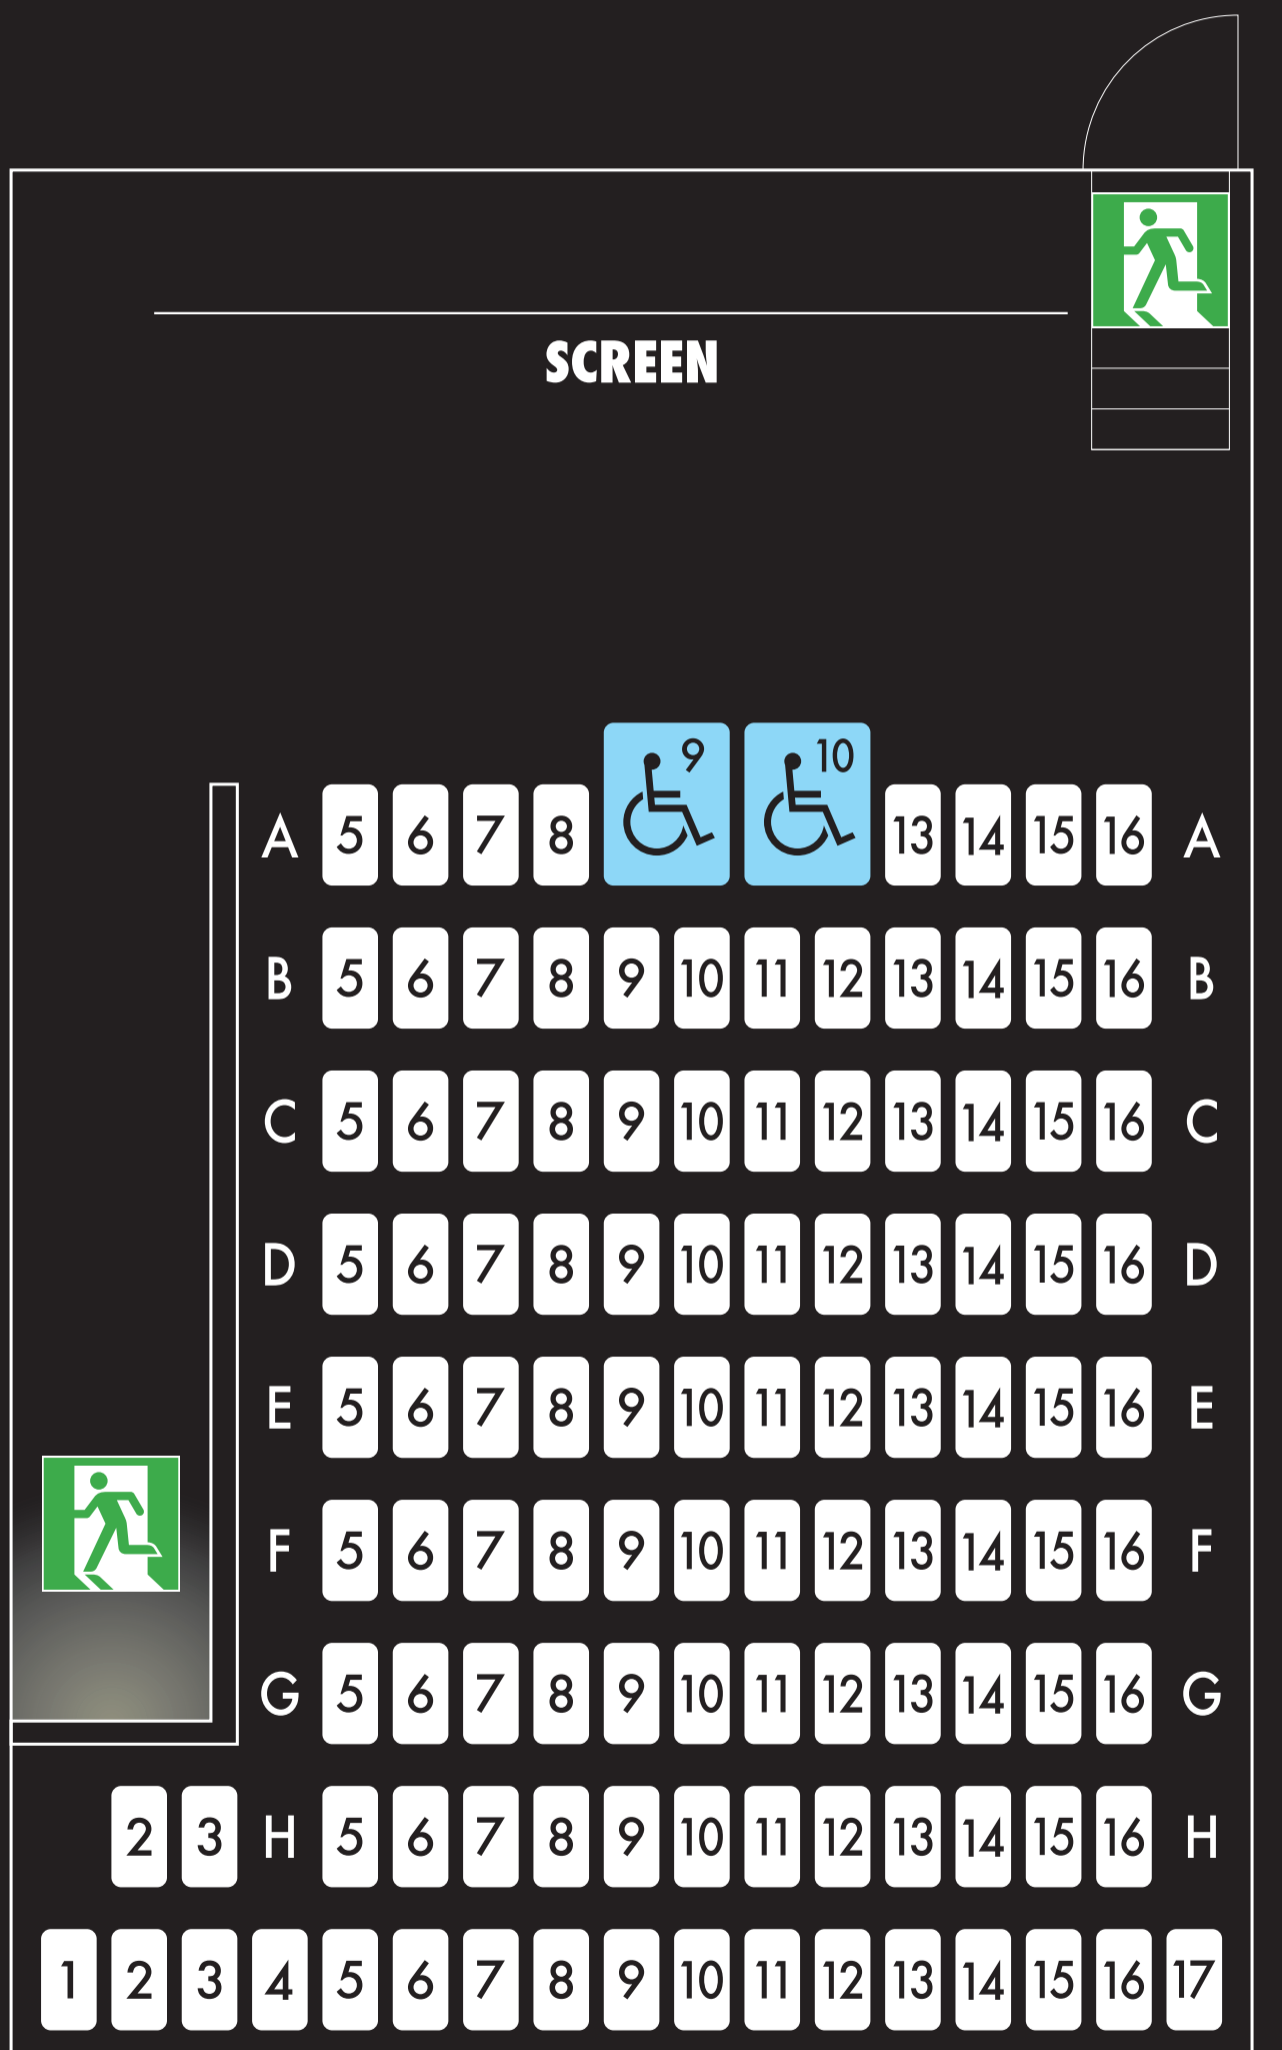 SCREEN
9 10
A 5 6 7 8 13 14 15 16 A
B 5 6 7 8 9 10 11 12 13 14 15 16 B
C 5 6 7 8 9 10 11 12 13 14 15 16 C
D 5 6 7 8 9 10 11 12 13 14 15 16 D
E 5 6 7 8 9 10 11 12 13 14 15 16 E
F 5 6 7 8 9 10 11 12 13 14 15 16 F
G 5 6 7 8 9 10 11 12 13 14 15 16 G
2 3 H 5 6 7 8 9 10 11 12 13 14 15 16 H
1 2 3 4 5 6 7 8 9 10 11 12 13 14 15 16 17